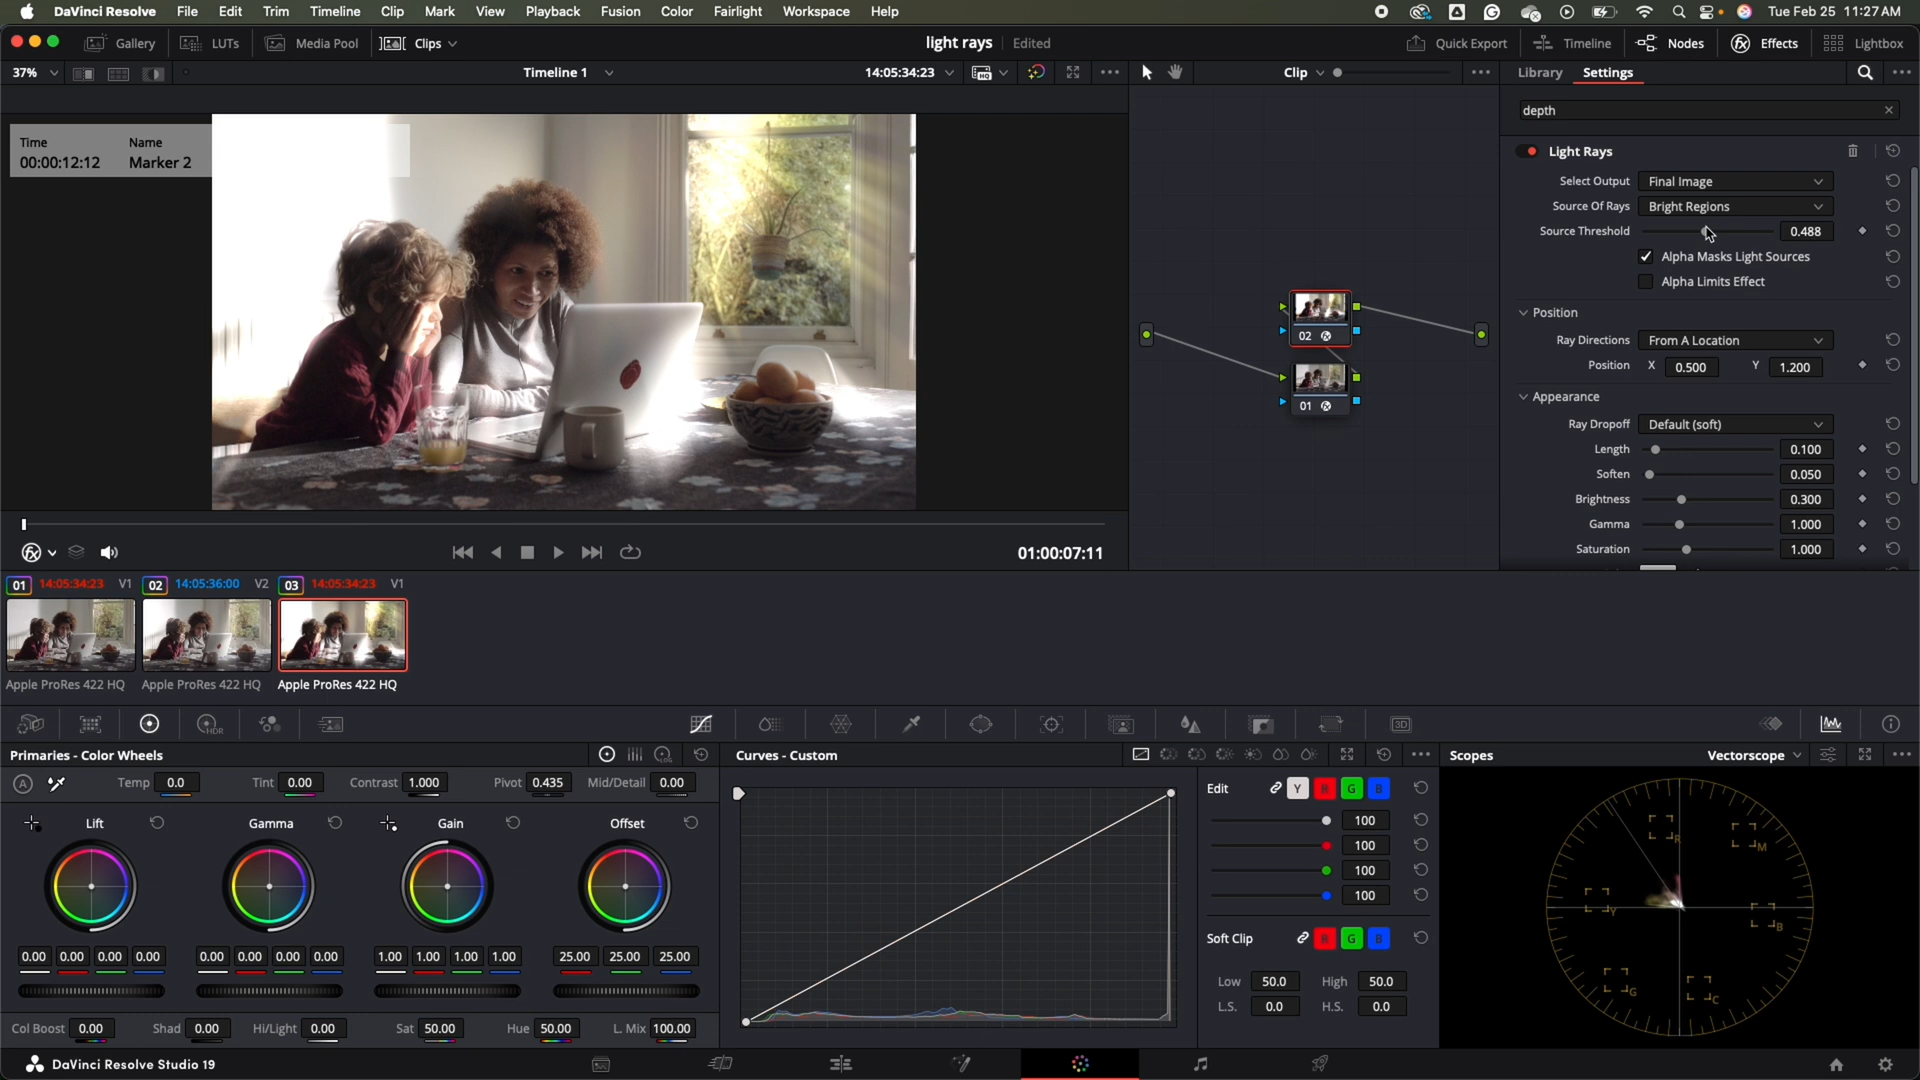 DaVinci Resolve File Edit Trim Timeline Clip Mark View Playback Fusion Color Fairlight Workspace Help Tue Feb 25 11:27 AM
Gallery LUTs Media Pool Clips light rays Edited Quick Export Timeline Nodes Effects Lightbox
37% Timeline 1 14:05:34:23 Clip Library Settings
depth
Time Name
00:00:12:12 Marker 2
Light Rays
Select Output Final Image
Source Of Rays Bright Regions
Source Threshold 0.488
Alpha Masks Light Sources
Alpha Limits Effect
Position
Ray Directions From A Location
Position X 0.500 Y 1.200
Appearance
Ray Dropoff Default (soft)
Length 0.100
Soften 0.050
Brightness 0.300
Gamma 1.000
Saturation 1.000
02
01
01:00:07:11
01 14:05:34:23 V1 02 14:05:36:00 V2 03 14:05:34:23 V1
Apple ProRes 422 HQ Apple ProRes 422 HQ Apple ProRes 422 HQ
HDR 3D
Primaries - Color Wheels LOG Curves - Custom Scopes Vectorscope
A Temp 0.0 Tint 0.00 Contrast 1.000 Pivot 0.435 Mid/Detail 0.00
Edit Y R G B
100
100
100
100
Lift Gamma Gain Offset
0.00 0.00 0.00 0.00 0.00 0.00 0.00 0.00 1.00 1.00 1.00 1.00 25.00 25.00 25.00
Soft Clip R G B
Low 50.0 High 50.0
L.S. 0.0 H.S. 0.0
R M
Y B
G C
Col Boost 0.00 Shad 0.00 Hi/Light 0.00 Sat 50.00 Hue 50.00 L. Mix 100.00
DaVinci Resolve Studio 19